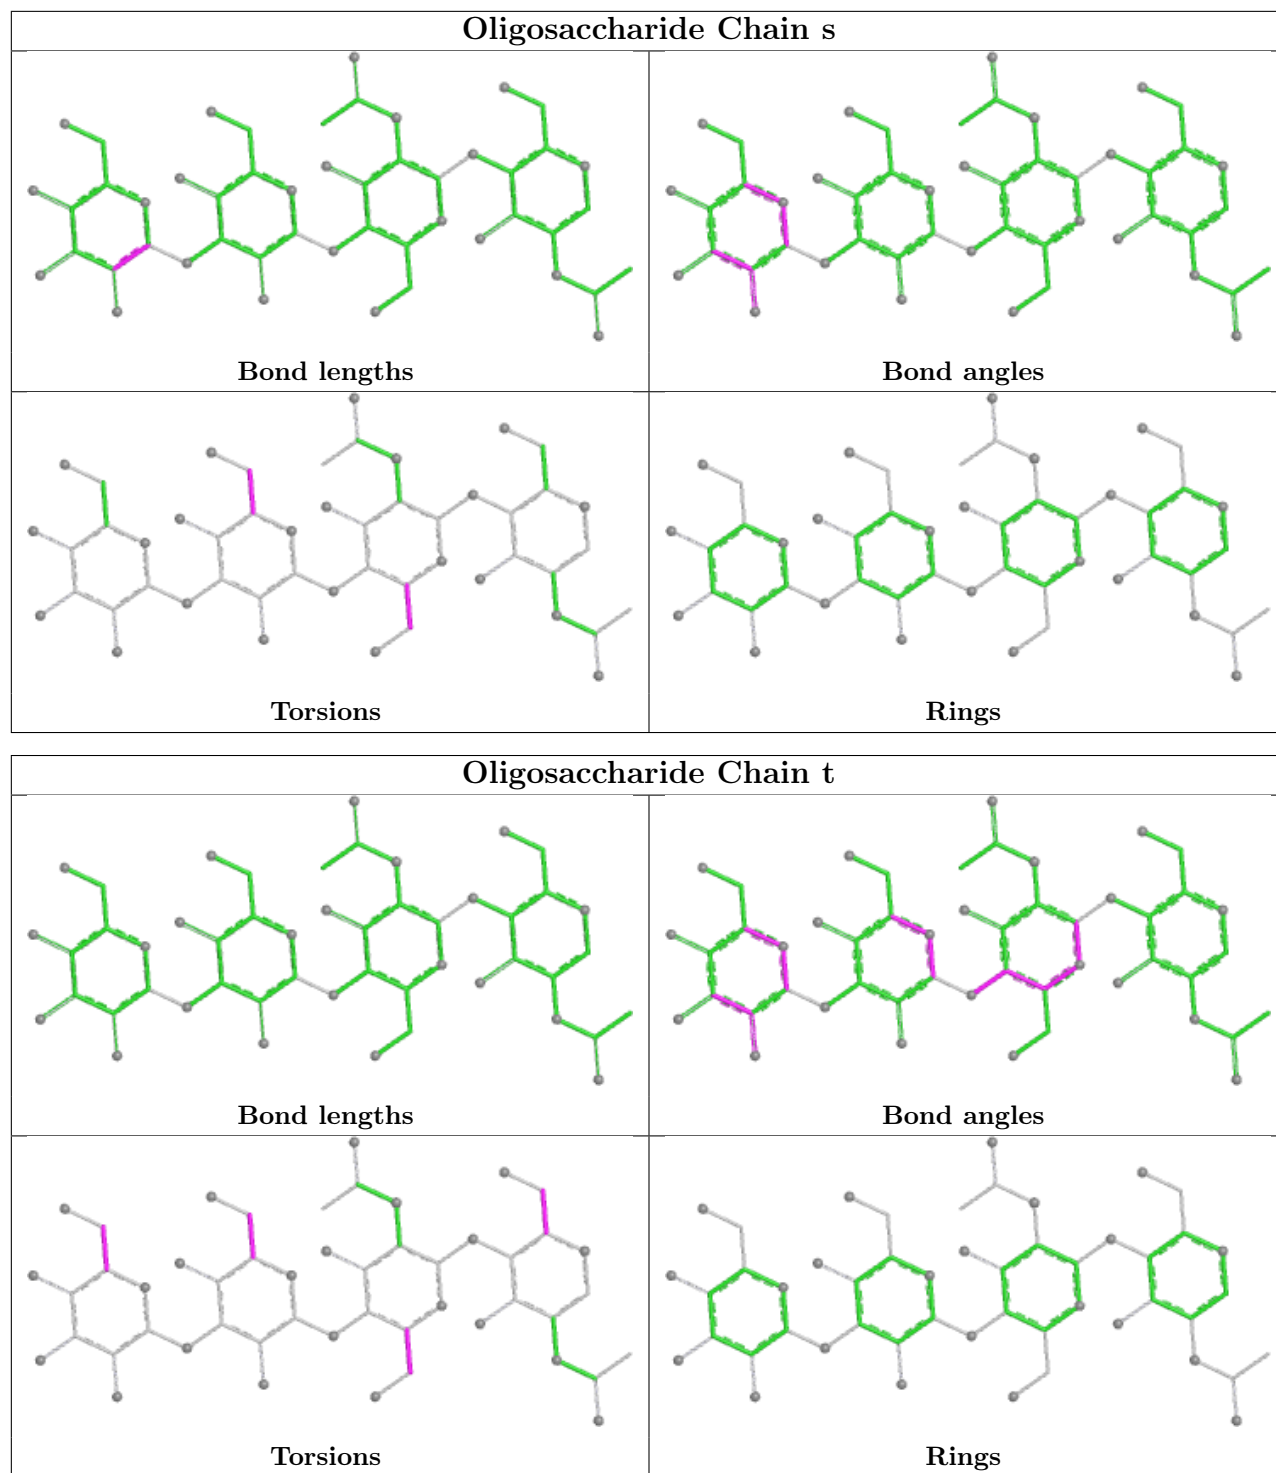 Oligosaccharide Chain s
Bond lengths
Bond angles
Torsions
Rings
Oligosaccharide Chain t
Bond lengths
Bond angles
Torsions
Rings